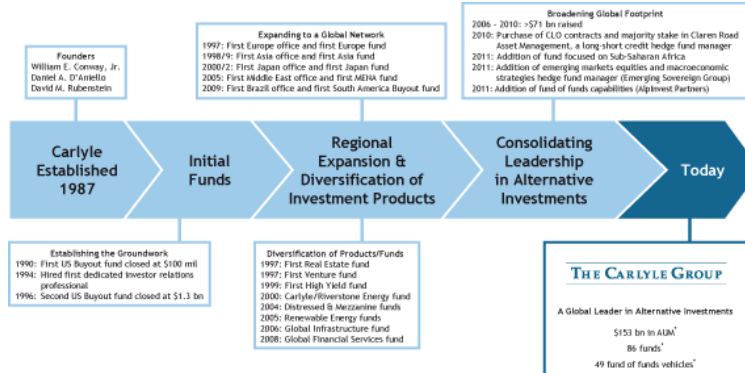 Founders
William E. Conway, Jr.
Daniel A. D'Aniello
David M. Rubenstein
Expanding to a Global Network
1997: First Europe office and first Europe fund
1998/9: First Asia office and first Asia fund
2000/2: First Japan office and first Japan fund
2005: First Middle East office and first MENA fund
2009: First Brazil office and first South America Buyout fund
Broadening Global Footprint
2006 - 2010: >$71 bn raised
2010: Purchase of CLO contracts and majority stake in Claren
Road Asset Management, a long-short credit hedge fund manager
2011: Addition of fund focused on Sub-Saharan Africa
2011: Addition of emerging markets equities and macroeconomic
strategies hedge fund manager (Emerging Sovereign Group)
2011: Addition of fund of funds capabilities (AlpInvest Partners)
Carlyle
Established
1987
Initial
Funds
Regional
Expansion &
Diversification of
Investment Products
Consolidating
Leadership
in Alternative
Investments
Today
Establishing the Groundwork
1990: First US Buyout fund closed at $100 mil
1994: Hired first dedicated investor relations
professional
1996: Second US Buyout fund closed at $1.3 bn
Diversification of Products/Funds
1997: First Real Estate fund
1997: First Venture fund
1999: First High Yield fund
2000: Carlyle/Riverstone Energy fund
2004: Distressed & Mezzanine funds
2005: Renewable Energy funds
2006: Global Infrastructure fund
2008: Global Financial Services fund
THE CARLYLE GROUP
A Global Leader in Alternative Investments
$153 bn in AUM*
86 funds*
49 fund of funds vehicles*